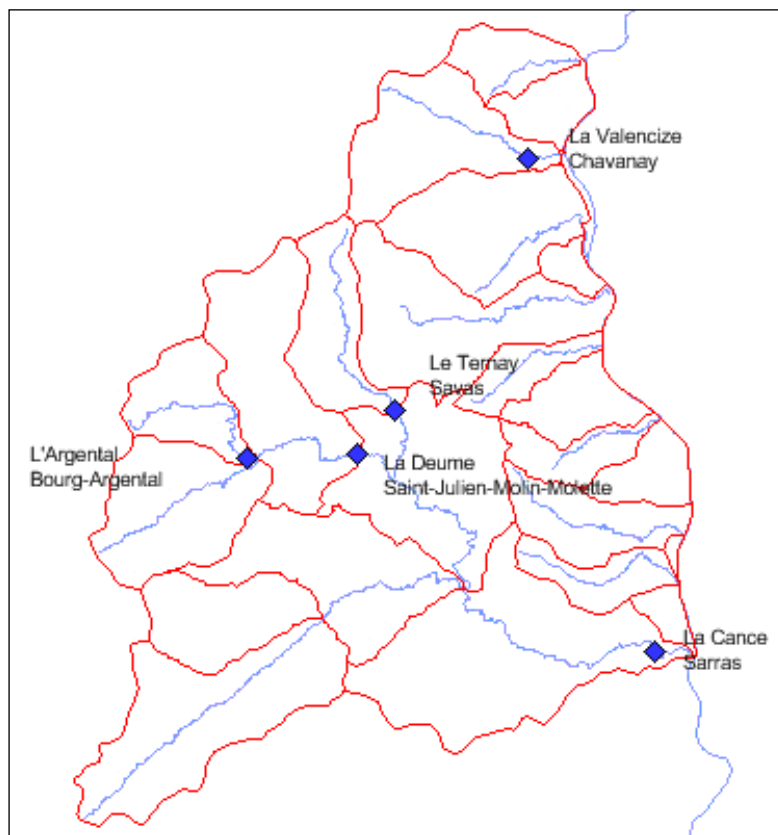 La Valencize
Chavanay
Le Ternay
Savas
L'Argental
Bourg-Argental
La Deume
Saint-Julien-Molin-Molette
La Cance
Sarras